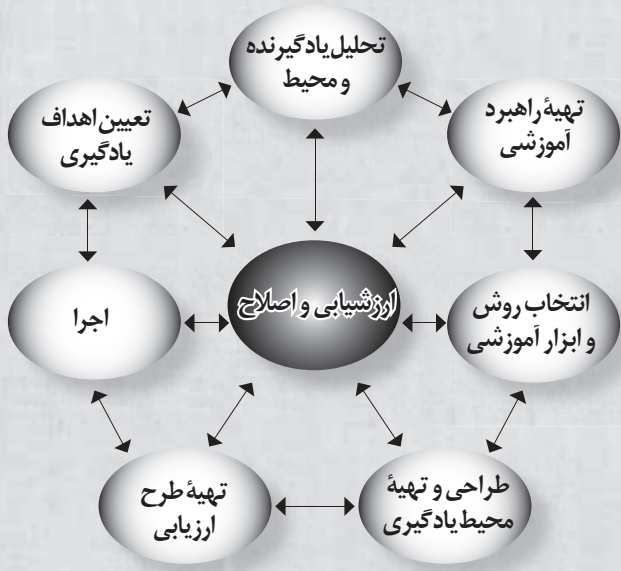 تحلیل یادگیرنده
و محیط
تهیهٔ راهبرد
آموزشی
انتخاب روش
و ابزار آموزشی
طراحی و تهیهٔ
محیط یادگیری
تهیهٔ طرح
ارزیابی
اجرا
تعیین اهداف
یادگیری
ارزشیابی و اصلاح